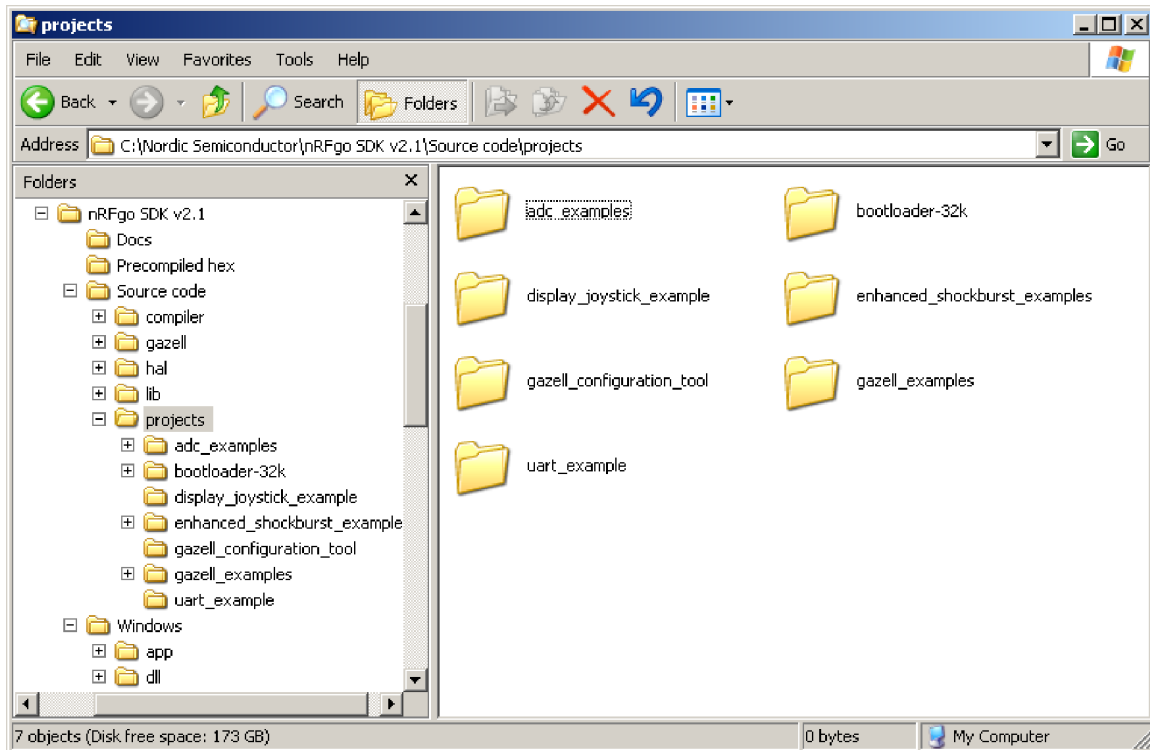 projects
File Edit View Favorites Tools Help
Back Search Folders
Address C:\Nordic Semiconductor\nRFgo SDK v2.1\Source code\projects Go
Folders
nRFgo SDK v2.1
Docs
Precompiled hex
Source code
compiler
gazell
hal
lib
projects
adc_examples
bootloader-32k
display_joystick_example
enhanced_shockburst_example
gazell_configuration_tool
gazell_examples
uart_example
Windows
app
dll
adc_examples bootloader-32k
display_joystick_example enhanced_shockburst_examples
gazell_configuration_tool gazell_examples
uart_example
7 objects (Disk free space: 173 GB) 0 bytes My Computer